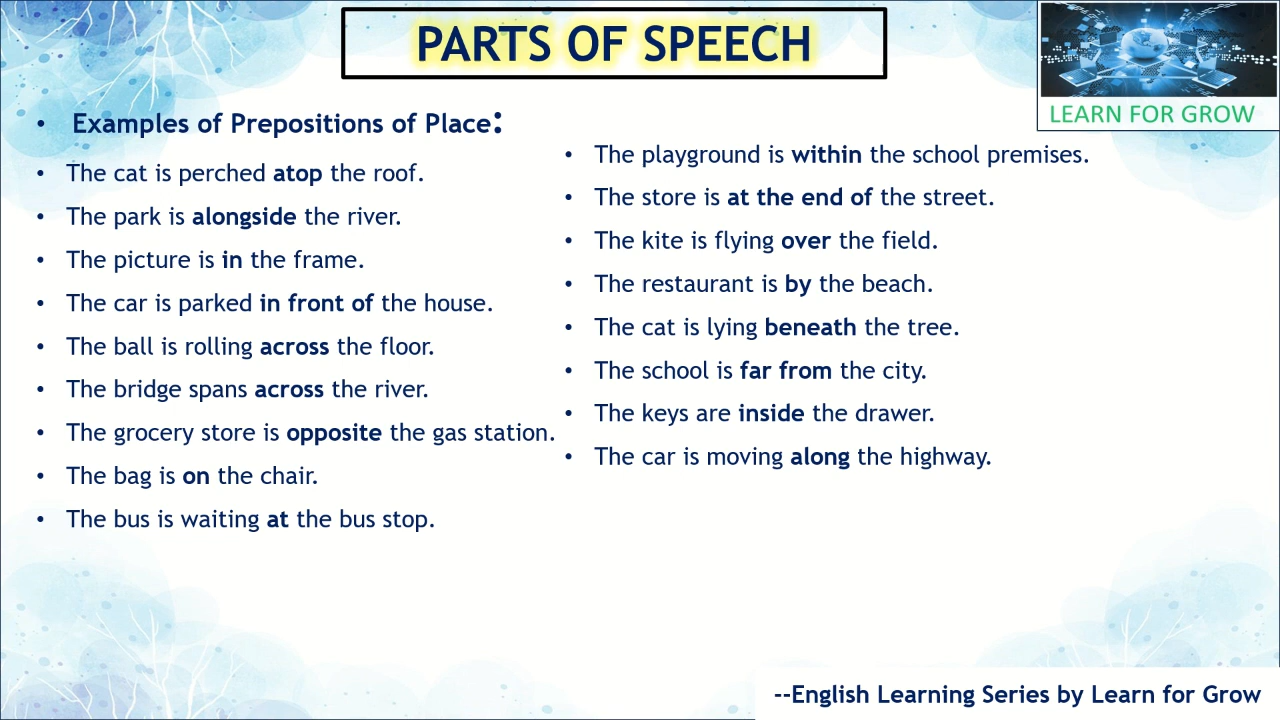 PARTS OF SPEECH
LEARN FOR GROW
• Examples of Prepositions of Place:
• The cat is perched atop the roof.
• The park is alongside the river.
• The picture is in the frame.
• The car is parked in front of the house.
• The ball is rolling across the floor.
• The bridge spans across the river.
• The grocery store is opposite the gas station.
• The bag is on the chair.
• The bus is waiting at the bus stop.
• The playground is within the school premises.
• The store is at the end of the street.
• The kite is flying over the field.
• The restaurant is by the beach.
• The cat is lying beneath the tree.
• The school is far from the city.
• The keys are inside the drawer.
• The car is moving along the highway.
--English Learning Series by Learn for Grow